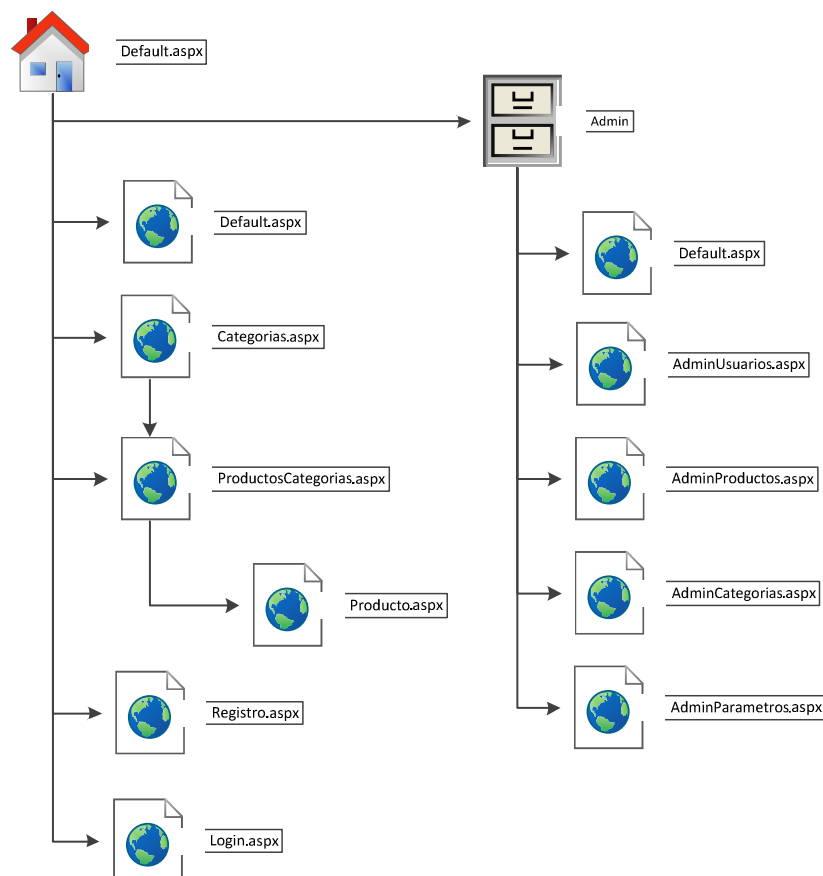 Default.aspx
Admin
Default.aspx
Default.aspx
Categorias.aspx
AdminUsuarios.aspx
ProductosCategorias.aspx
AdminProductos.aspx
Producto.aspx
AdminCategorias.aspx
Registro.aspx
AdminParametros.aspx
Login.aspx